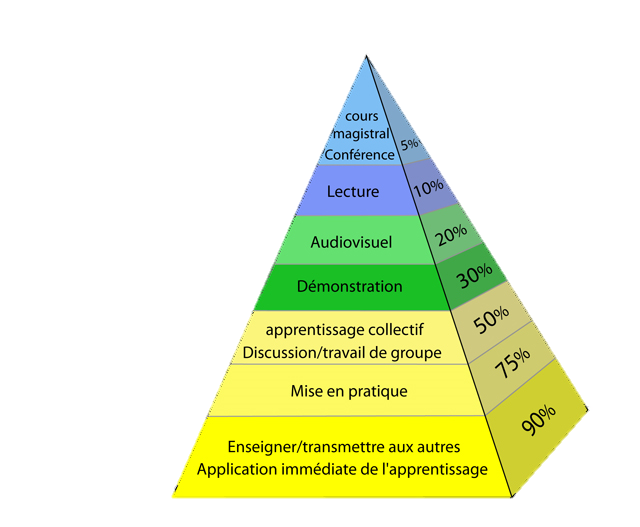 cours
magistral
Conférence
5%
Lecture
10%
Audiovisuel
20%
Démonstration
30%
apprentissage collectif
Discussion/travail de groupe
50%
Mise en pratique
75%
Enseigner/transmettre aux autres
Application immédiate de l'apprentissage
90%